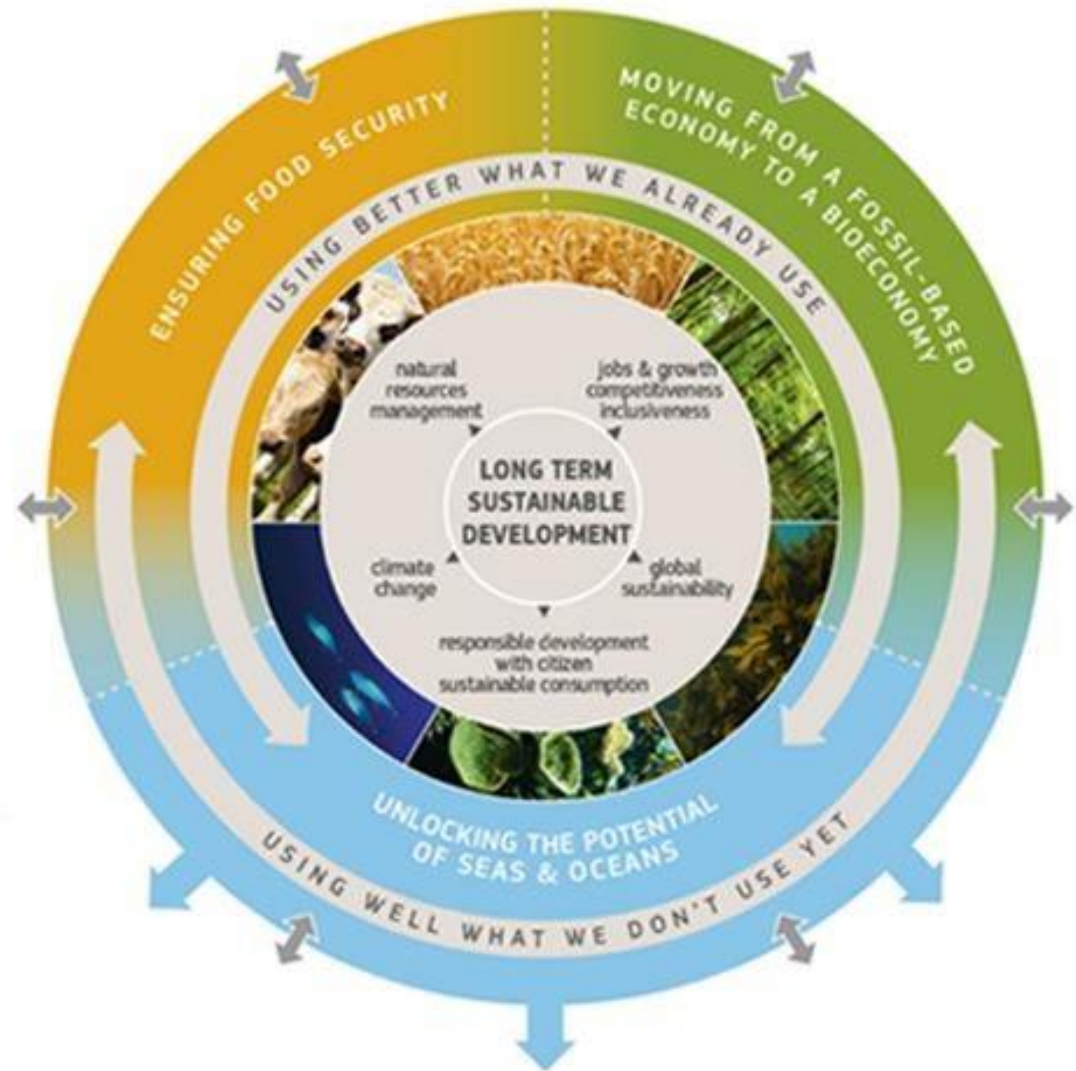 ENSURING FOOD SECURITY
MOVING FROM A FOSSIL-BASED
ECONOMY TO A BIOECONOMY
USING BETTER WHAT WE ALREADY USE
natural
resources
management
jobs & growth
competitiveness
inclusiveness
LONG TERM
SUSTAINABLE
DEVELOPMENT
climate
change
global
sustainability
responsible development
with citizen
sustainable consumption
UNLOCKING THE POTENTIAL
OF SEAS & OCEANS
USING WELL WHAT WE DON'T USE YET